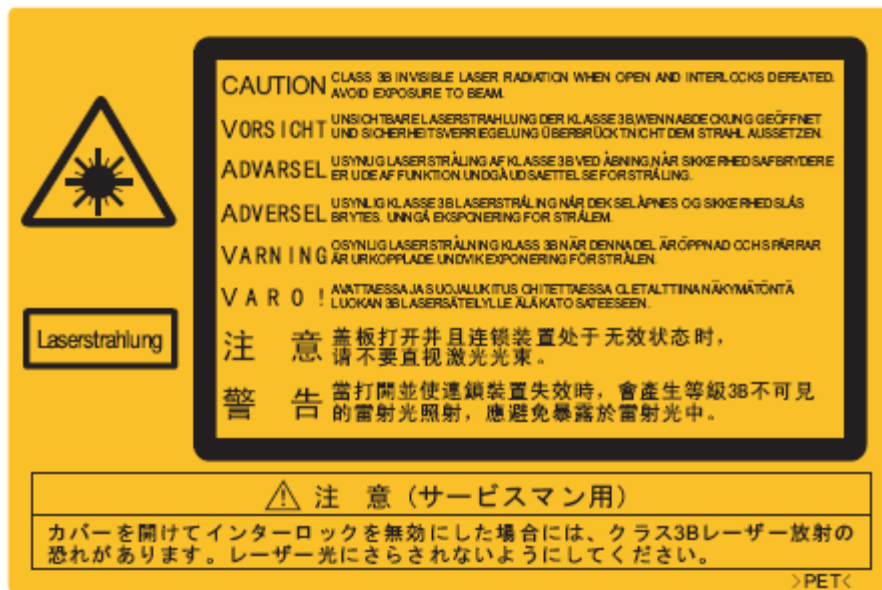 CAUTION CLASS 3B INVISIBLE LASER RADIATION WHEN OPEN AND INTERLOCKS DEFEATED.
AVOID EXPOSURE TO BEAM.
VORSICHT UNSICHTBARE LASERSTRAHLUNG DER KLASSE 3B,WENN ABDECKUNG GEÖFFNET
UND SICHERHEITSVERRIEGELUNG ÜBERBRÜCKT.NICHT DEM STRAHL AUSSETZEN.
ADVARSEL USYNLIG LASERSTRÅLING AF KLASSE 3B VED ÅBNING,NÅR SIKKERHEDSAFBRYDERE
ER UDE AF FUNKTION.UNDGÅ UDSAETTELSE FOR STRÅLING.
ADVERSEL USYNLIG KLASSE 3B LASERSTRÅLING NÅR DEKSEL ÅPNES OG SIKKERHEDSLÅS
BRYTES. UNNGÅ EKSPONERING FOR STRÅLEM.
VARNING OSYNLIG LASERSTRÅLNING KLASS 3B NÄR DENNA DEL ÄR ÖPPNAD OCH SPÄRRAR
ÄR URKOPPLADE.UNDVIK EXPONERING FÖR STRÅLEN.
VARO! AVATTAESSA JA SUOJALUKITUS OHITETTAESSA OLET ALTTIINA NÄKYMÄTÖNTÄ
LUOKAN 3B LASERSÄTEILYLLE.ÄLÄ KATO SATEESEEN.
Laserstrahlung
注 意 盖板打开并且连锁装置处于无效状态时,
请不要直视激光光束。
警 告 當打開並使連鎖裝置失效時, 會產生等級3B不可見
的雷射光照射, 應避免暴露於雷射光中。
注 意 (サービスマン用)
カバーを開けてインターロックを無効にした場合には、クラス3Bレーザー放射の
恐れがあります。レーザー光にさらされないようにしてください。
>PET<